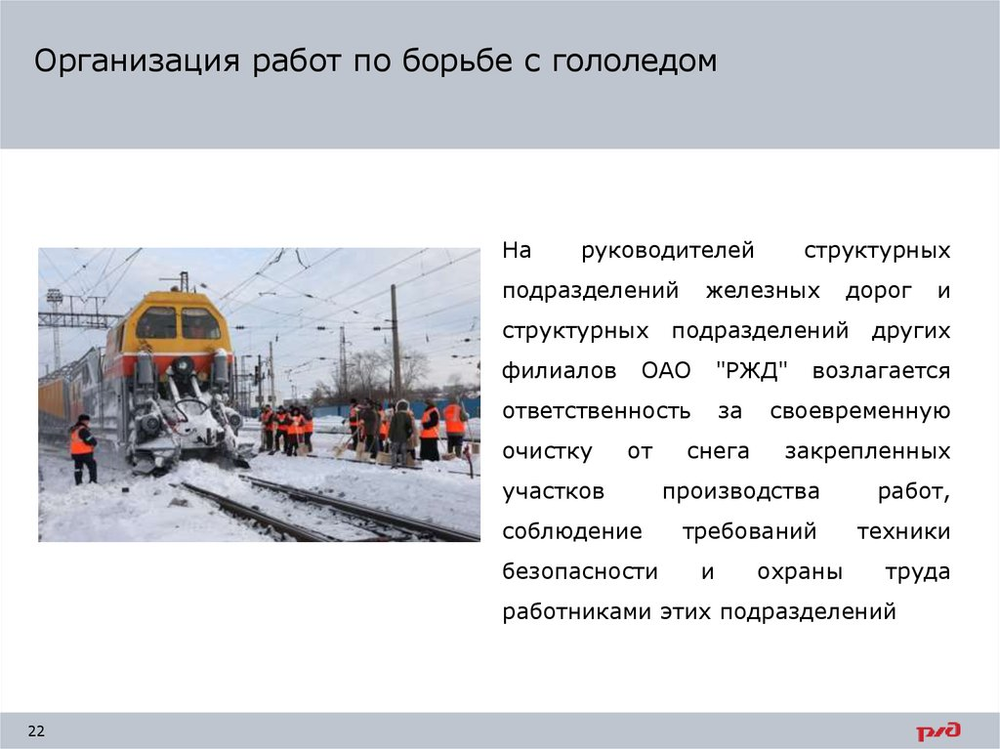 Организация работ по борьбе с гололедом
На руководителей структурных
подразделений железных дорог и
структурных подразделений других
филиалов ОАО "РЖД" возлагается
ответственность за своевременную
очистку от снега закрепленных
участков производства работ,
соблюдение требований техники
безопасности и охраны труда
работниками этих подразделений
22
ржд